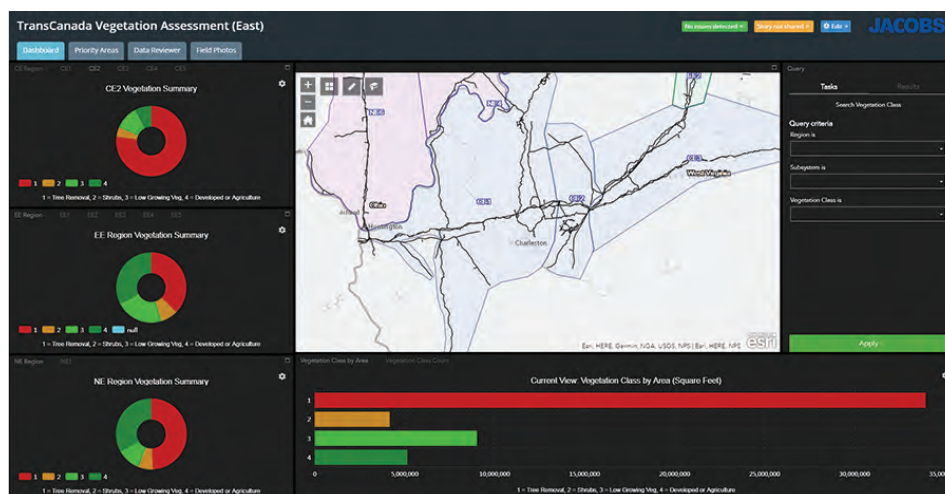 TransCanada Vegetation Assessment (East)
No issues detected
Story not shared
Edit
JACOBS
Dashboard
Priority Areas
Data Reviewer
Field Photos
CE Region CE1 CE2 CE3 CE4 CE5
CE2 Vegetation Summary
1 2 3 4
1 = Tree Removal, 2 = Shrubs, 3 = Low Growing Veg, 4 = Developed or Agriculture
EE Region EE1 EE2 EE3 EE4 EE5
EE Region Vegetation Summary
1 2 3 4 null
1 = Tree Removal, 2 = Shrubs, 3 = Low Growing Veg, 4 = Developed or Agriculture
NE Region
NE Region Vegetation Summary
1 2 3 4
1 = Tree Removal, 2 = Shrubs, 3 = Low Growing Veg, 4 = Developed or Agriculture
Ohio
Huntington
Charleston
West Virginia
CE1
CE2
Esri, HERE, Garmin, NGA, USGS, NPS | Esri, HERE, NPS
esri
Query
Tasks
Results
Search Vegetation Class
Query criteria
Region is
Subsystem is
Vegetation Class is
Apply
Vegetation Class by Area
Vegetation Class Count
Current View: Vegetation Class by Area (Square Feet)
1
2
3
4
0 5,000,000 10,000,000 15,000,000 20,000,000 25,000,000 30,000,000
1 = Tree Removal, 2 = Shrubs, 3 = Low Growing Veg, 4 = Developed or Agriculture